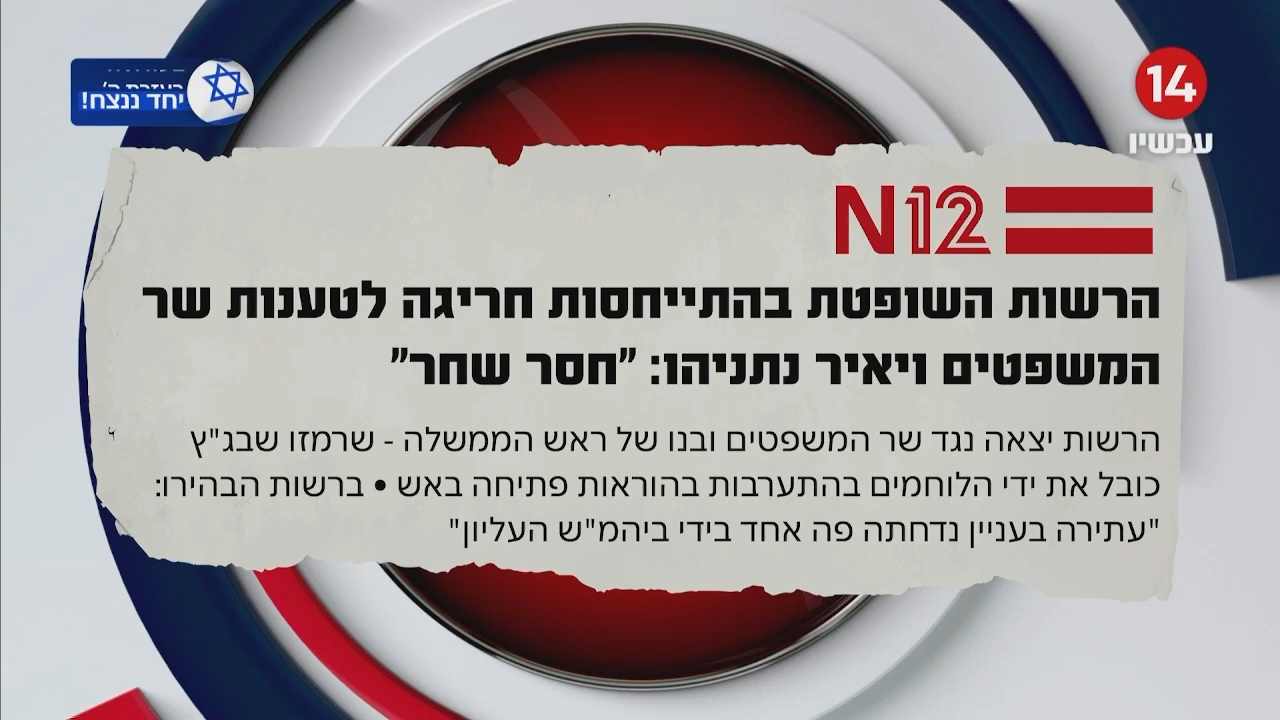 יחד ננצח!
14
עכשיו
N12
הרשות השופטת בהתייחסות חריגה לטענות שר
המשפטים ויאיר נתניהו: "חסר שחר"
הרשות יצאה נגד שר המשפטים ובנו של ראש הממשלה - שרמזו שבג"ץ
כובל את ידי הלוחמים בהתערבות בהוראות פתיחה באש • ברשות הבהירו:
"עתירה בעניין נדחתה פה אחד בידי ביהמ"ש העליון"